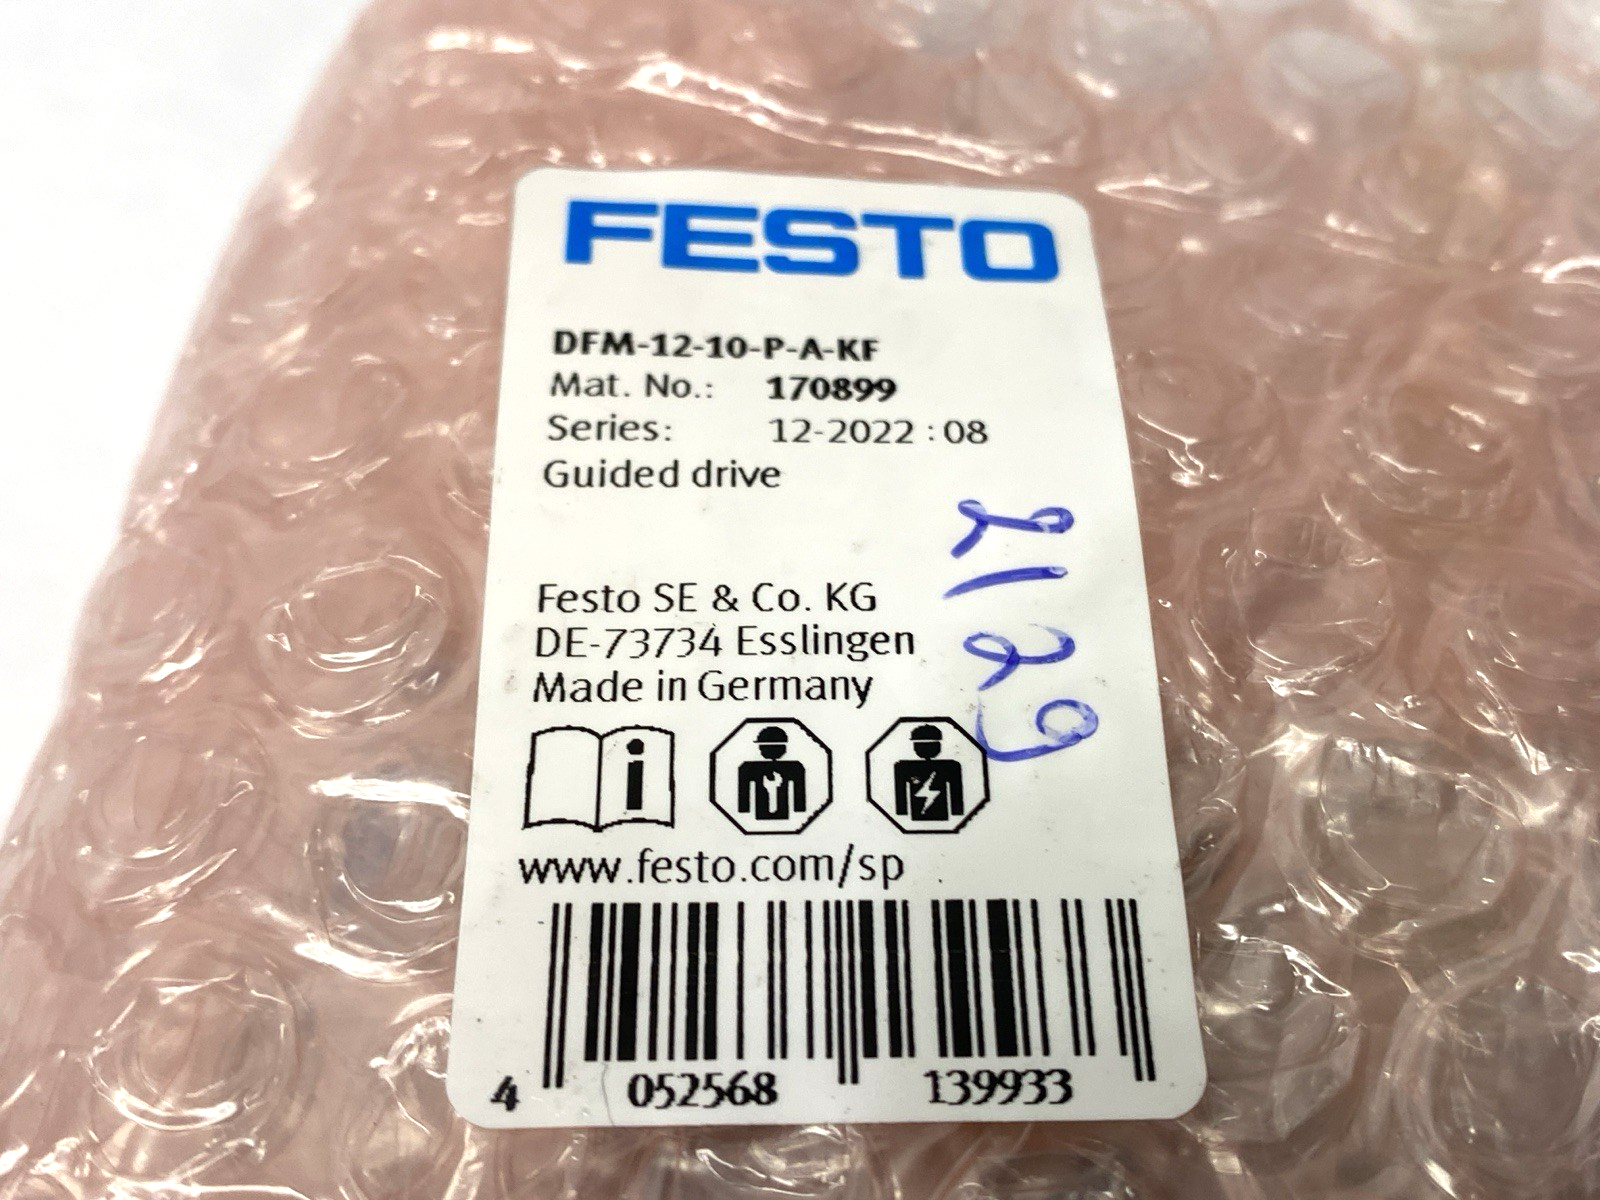 FESTO
DFM-12-10-P-A-KF
Mat. No.: 170899
Series: 12-2022 : 08
Guided drive
2129
Festo SE & Co. KG
DE-73734 Esslingen
Made in Germany
www.festo.com/sp
4 052568 139933